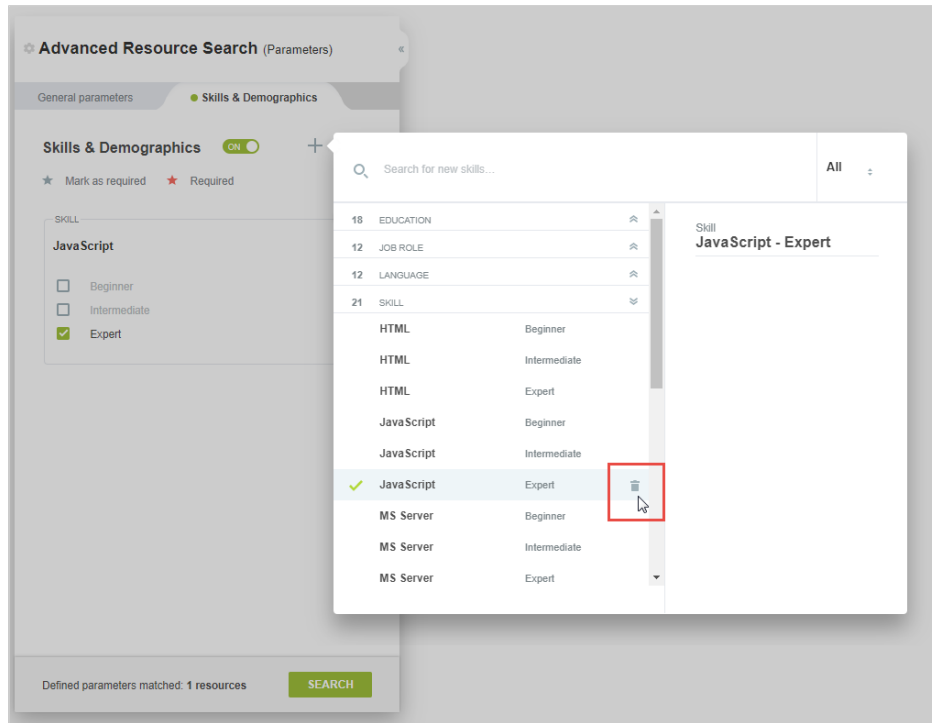 Advanced Resource Search (Parameters)
«
General parameters
Skills & Demographics
Skills & Demographics
ON
Mark as required
Required
SKILL
JavaScript
Beginner
Intermediate
Expert
Defined parameters matched: 1 resources
SEARCH
Search for new skills...
All
18 EDUCATION
12 JOB ROLE
12 LANGUAGE
21 SKILL
HTML Beginner
HTML Intermediate
HTML Expert
JavaScript Beginner
JavaScript Intermediate
JavaScript Expert
MS Server Beginner
MS Server Intermediate
MS Server Expert
Skill
JavaScript - Expert